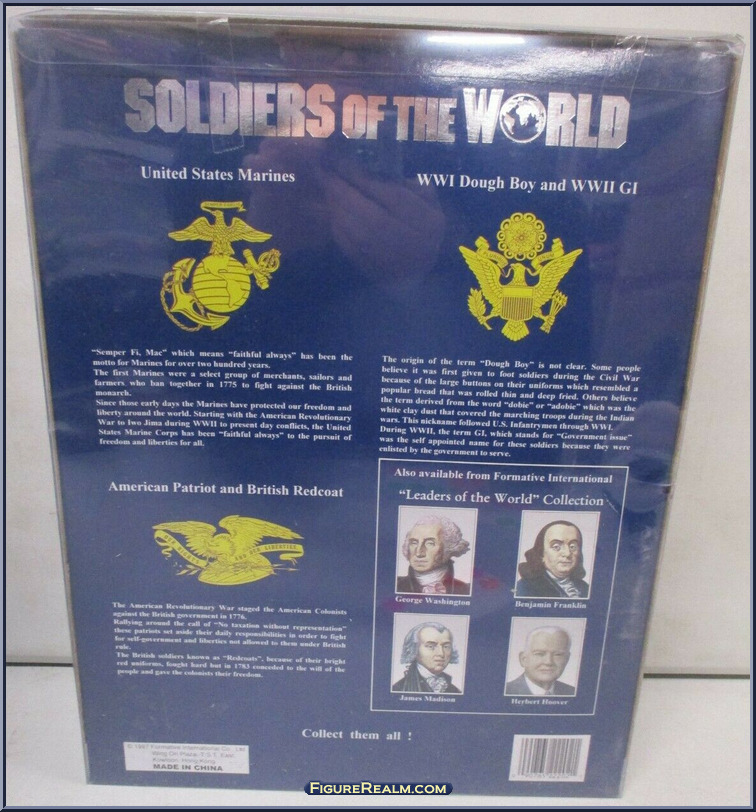 SOLDIERS OF THE WORLD
United States Marines
"Semper Fi, Mac" which means "faithful always" has been the
motto for Marines for over two hundred years.
The first Marines were a select group of merchants, sailors and
farmers who ban together in 1775 to fight against the British
monarch.
Since those early days the Marines have protected our freedom and
liberty around the world. Starting with the American Revolutionary
War to Iwo Jima during WWII to present day conflicts, the United
States Marine Corps has been "faithful always" to the pursuit of
freedom and liberties for all.
WWI Dough Boy and WWII GI
The origin of the term "Dough Boy" is not clear. Some people
believe it was first given to foot soldiers during the Civil War
because of the large buttons on their uniforms which resembled a
popular bread that was rolled thin and deep fried. Others believe
the term derived from the word "dobie" or "adobie" which was the
white clay dust that covered the marching troops during the Indian
wars. This nickname followed U.S. Infantrymen through WWI.
During WWII, the term GI, which stands for "Government issue"
was the self appointed name for these soldiers because they were
enlisted by the government to serve.
American Patriot and British Redcoat
The American Revolutionary War staged the American Colonists
against the British government in 1776.
Rallying around the call of "No taxation without representation"
these patriots set aside their daily responsibilities in order to fight
for self-government and liberties not allowed to them under British
rule.
The British soldiers known as "Redcoats", because of their bright
red uniforms, fought hard but in 1783 conceded to the will of the
people and gave the colonists their freedom.
Also available from Formative International
"Leaders of the World" Collection
George Washington
Benjamin Franklin
James Madison
Herbert Hoover
Collect them all !
© 1997 Formative International Co., Ltd
Wing On Plaza, T.S.T. East,
Kowloon, Hong Kong.
MADE IN CHINA
FIGUREREALM.COM